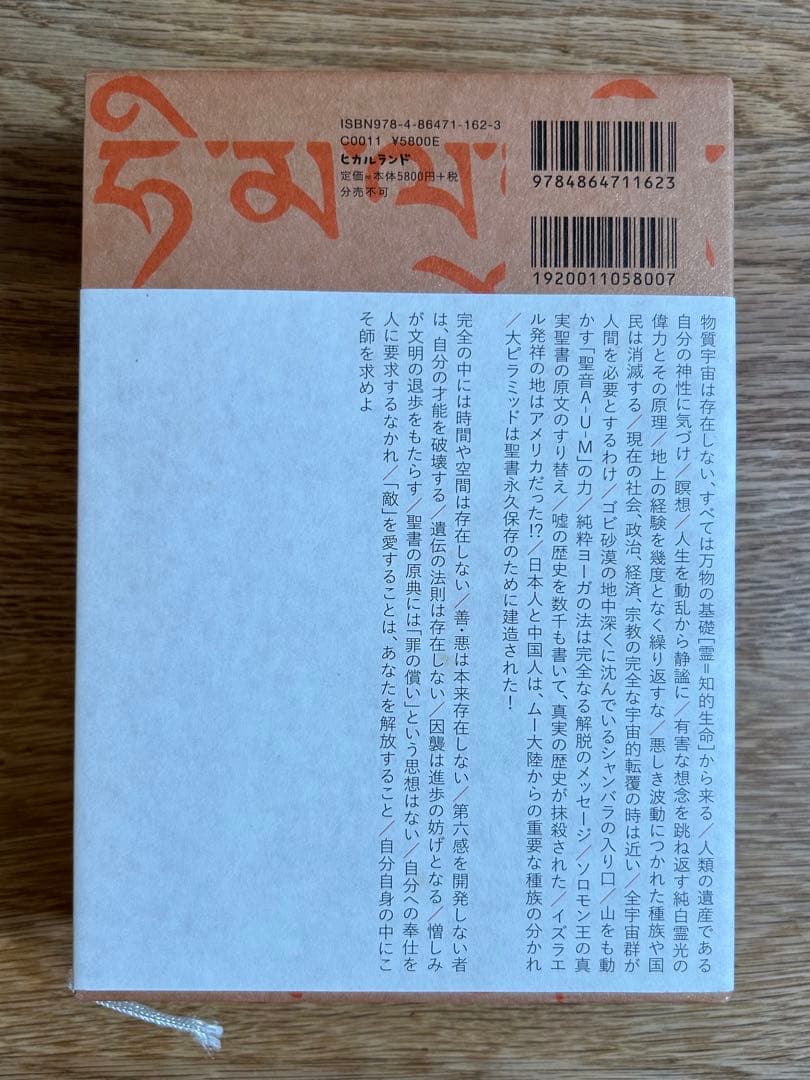 ISBN978-4-86471-162-3
C0011 ¥5800E
ヒカルランド
定価=本体5800円+税
分売不可
9784864711623
1920011058007
物質宇宙は存在しない、すべては万物の基礎[霊=知的生命]から来る／人類の遺産である
自分の神性に気づけ／瞑想／人生を動乱から静謐に／有害な想念を跳ね返す純白霊光の
偉力とその原理／地上の経験を幾度となく繰り返すな／悪しき波動につかれた種族や国
民は消滅する／現在の社会、政治、経済、宗教の完全な宇宙的転覆の時は近い／全宇宙群が
人間を必要とするわけ／ゴビ砂漠の地中深くに沈んでいるシャンバラの入り口／山をも動
かす「聖音A-U-M」の力／純粋ヨーガの法は完全なる解脱のメッセージ／ソロモン王の真
実聖書の原文のすり替え／嘘の歴史を数千も書いて、真実の歴史が抹殺された／イズラエ
ル発祥の地はアメリカだった!?／日本人と中国人は、ムー大陸からの重要な種族の分かれ
／大ピラミッドは聖書永久保存のために建造された！
完全の中には時間や空間は存在しない／善・悪は本来存在しない／第六感を開発しない者
は、自分の才能を破壊する／遺伝の法則は存在しない／因襲は進歩の妨げとなる／憎しみ
が文明の退歩をもたらす／聖書の原典には「罪の償い」という思想はない／自分への奉仕を
人に要求するなかれ／「敵」を愛することは、あなたを解放すること／自分自身の中にこ
そ師を求めよ